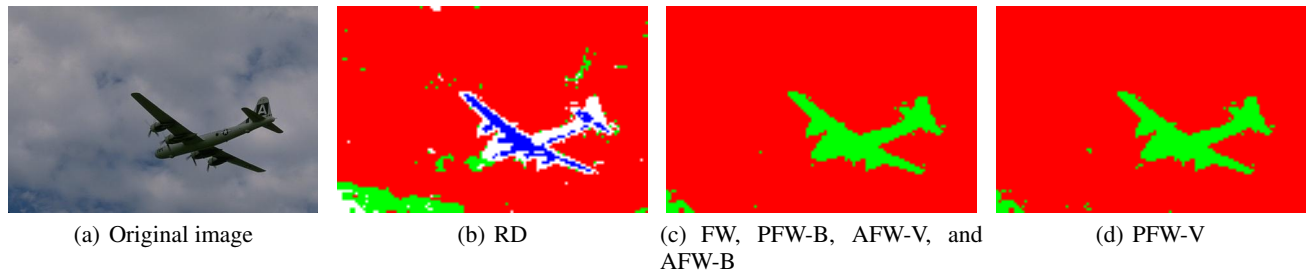 A
(a) Original image
(b) RD
(c) FW, PFW-B, AFW-V, and
AFW-B
(d) PFW-V